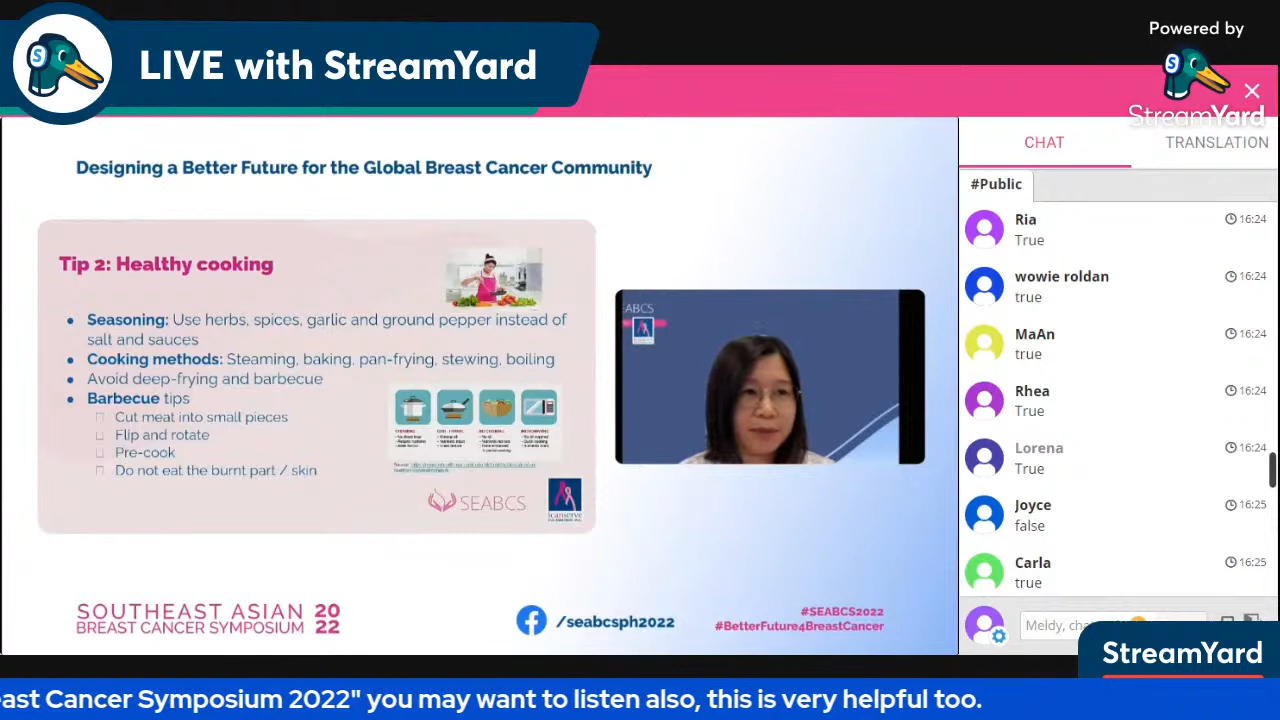 LIVE with StreamYard
Powered by
StreamYard
Designing a Better Future for the Global Breast Cancer Community
Tip 2: Healthy cooking
● Seasoning: Use herbs, spices, garlic and ground pepper instead of
salt and sauces
● Cooking methods: Steaming, baking, pan-frying, stewing, boiling
● Avoid deep-frying and barbecue
● Barbecue tips
□ Cut meat into small pieces
□ Flip and rotate
□ Pre-cook
□ Do not eat the burnt part / skin
SEABCS
ABCS
SOUTHEAST ASIAN 20
BREAST CANCER SYMPOSIUM 22
/seabcsph2022
#SEABCS2022
#BetterFuture4BreastCancer
CHAT
TRANSLATION
#Public
Ria 16:24
True
wowie roldan 16:24
true
MaAn 16:24
true
Rhea 16:24
True
Lorena 16:24
True
Joyce 16:25
false
Carla 16:25
true
Meldy,
StreamYard
east Cancer Symposium 2022" you may want to listen also, this is very helpful too.